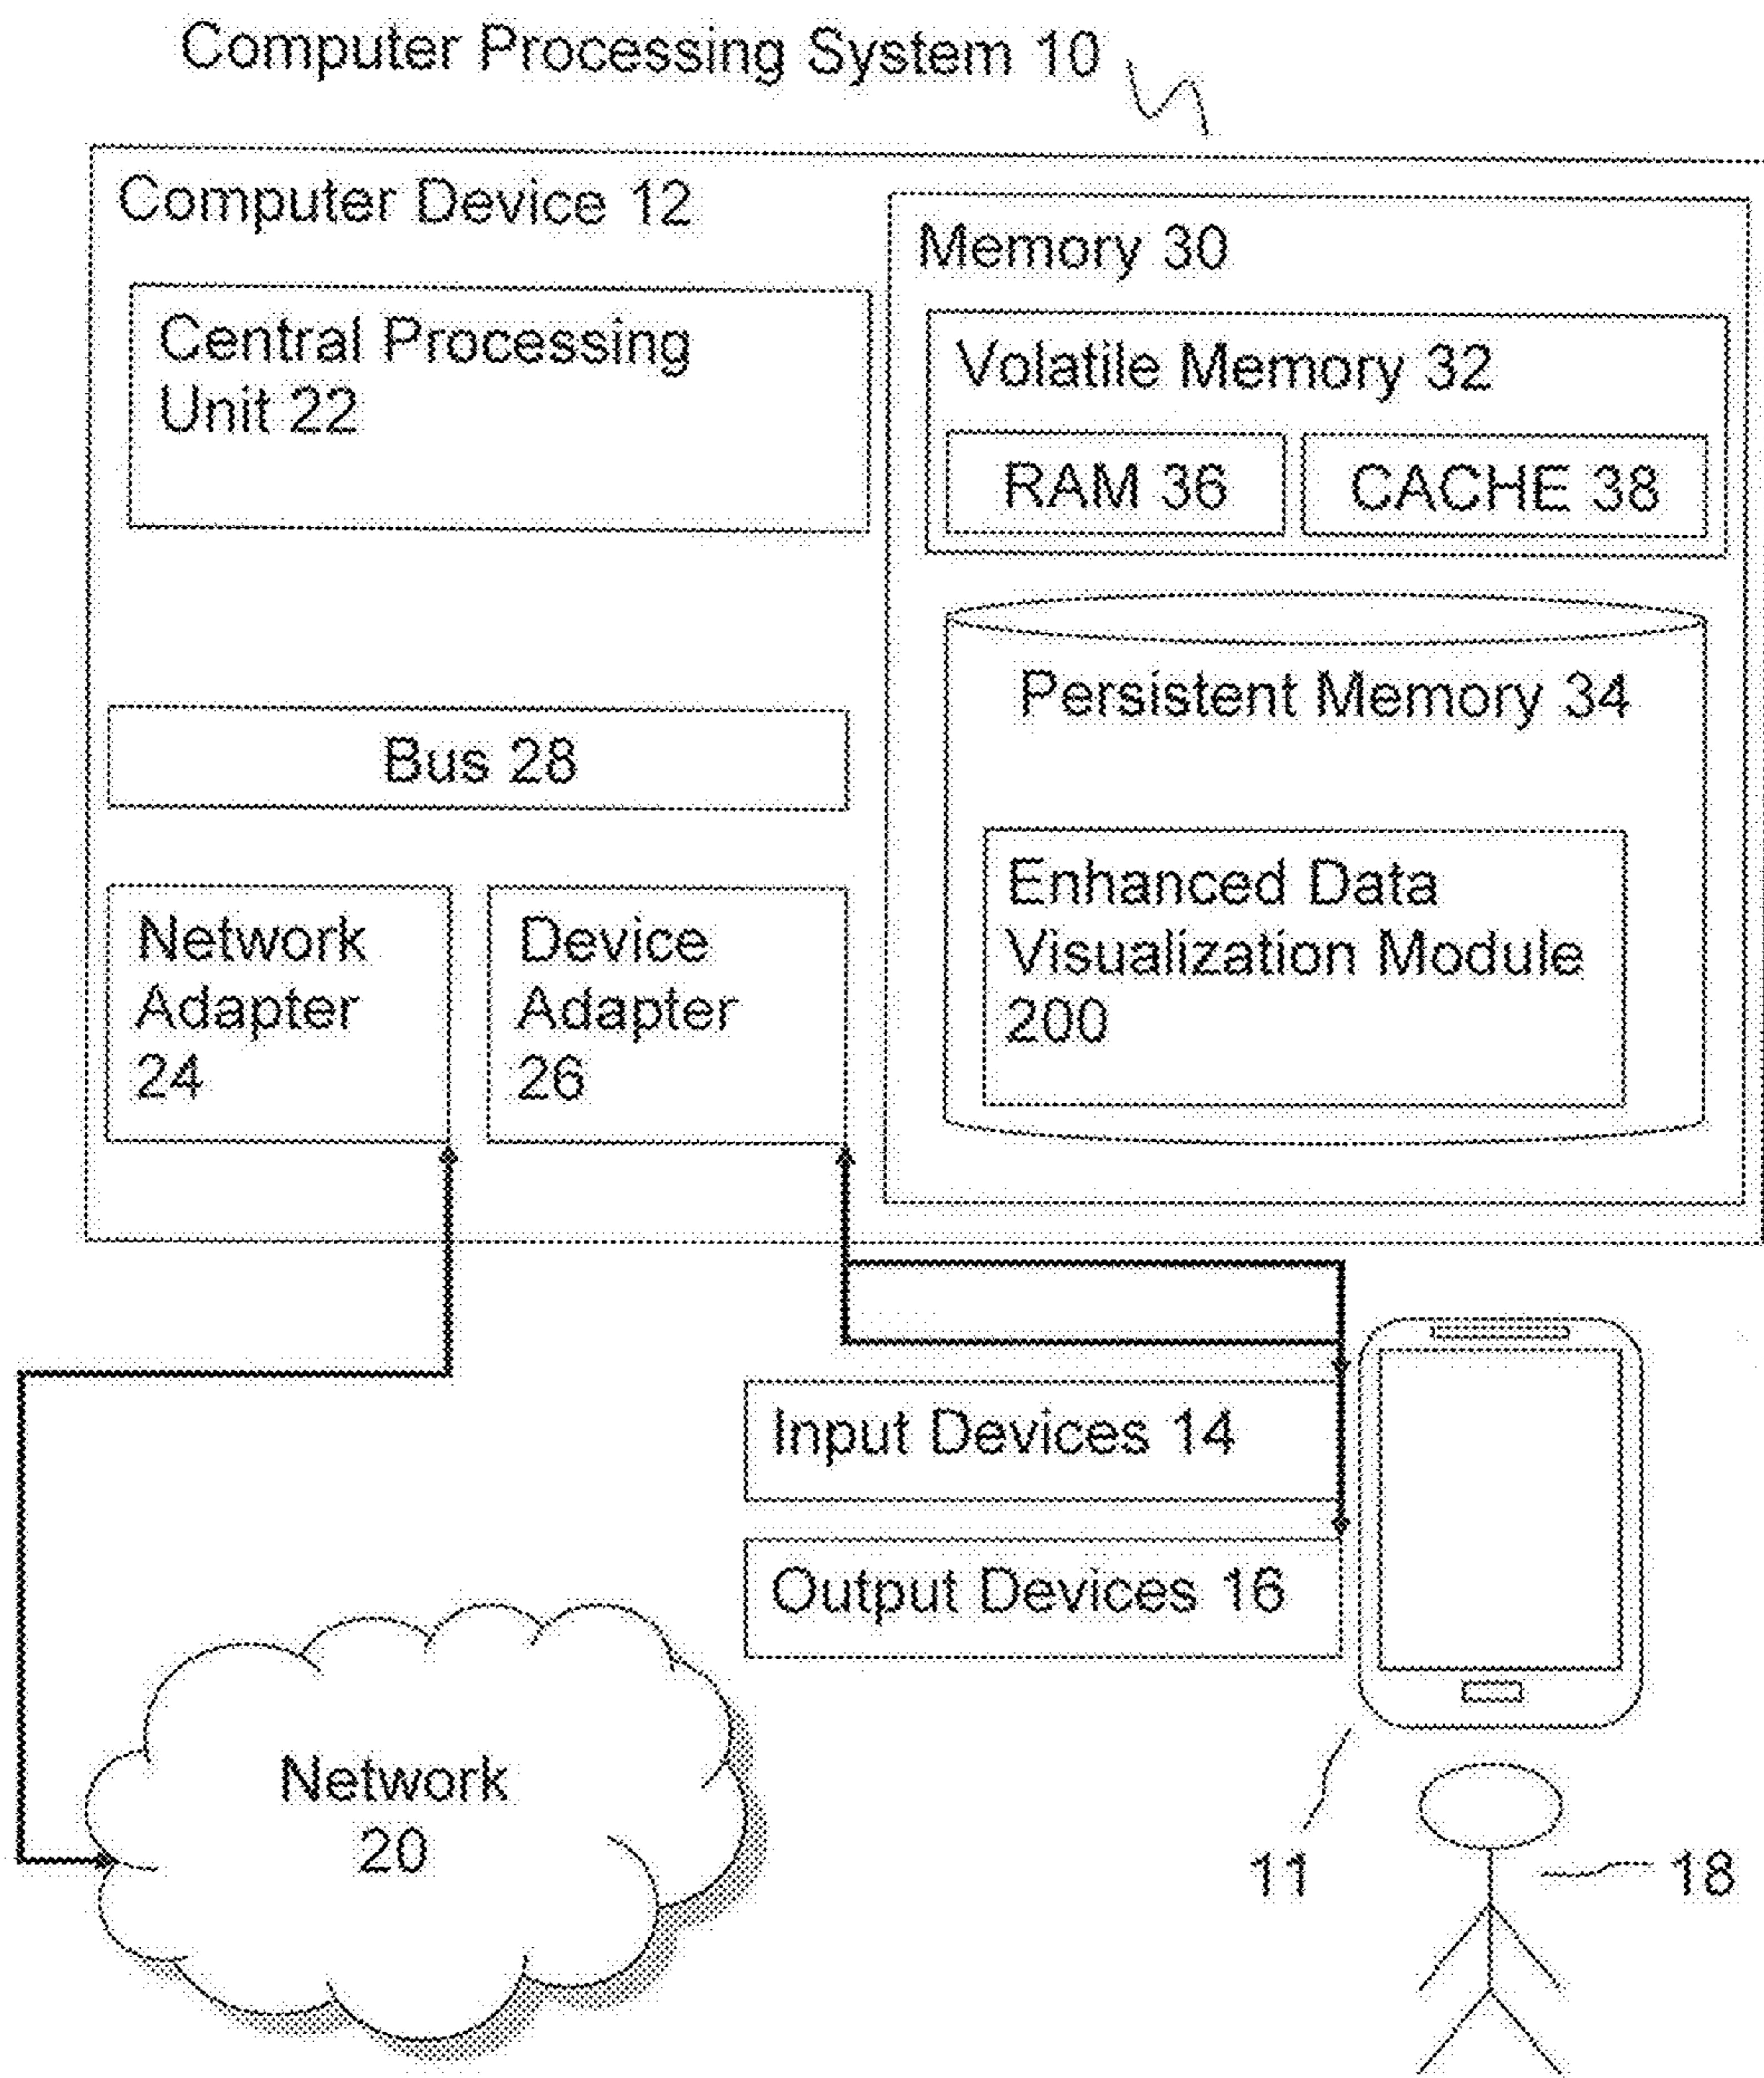 Computer Processing System 10
Computer Device 12
Central Processing
Unit 22
Bus 28
Network
Adapter
24
Device
Adapter
26
Memory 30
Volatile Memory 32
RAM 36
CACHE 38
Persistent Memory 34
Enhanced Data
Visualization Module
200
Input Devices 14
Output Devices 16
Network
20
11
18